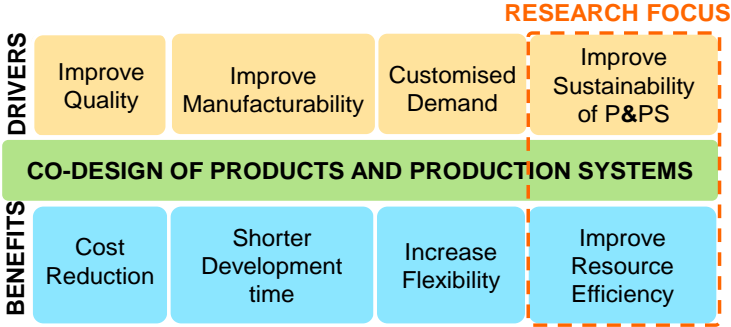 RESEARCH FOCUS
DRIVERS
Improve
Quality
Improve
Manufacturability
Customised
Demand
Improve
Sustainability
of P&PS
CO-DESIGN OF PRODUCTS AND PRODUCTION SYSTEMS
BENEFITS
Cost
Reduction
Shorter
Development
time
Increase
Flexibility
Improve
Resource
Efficiency